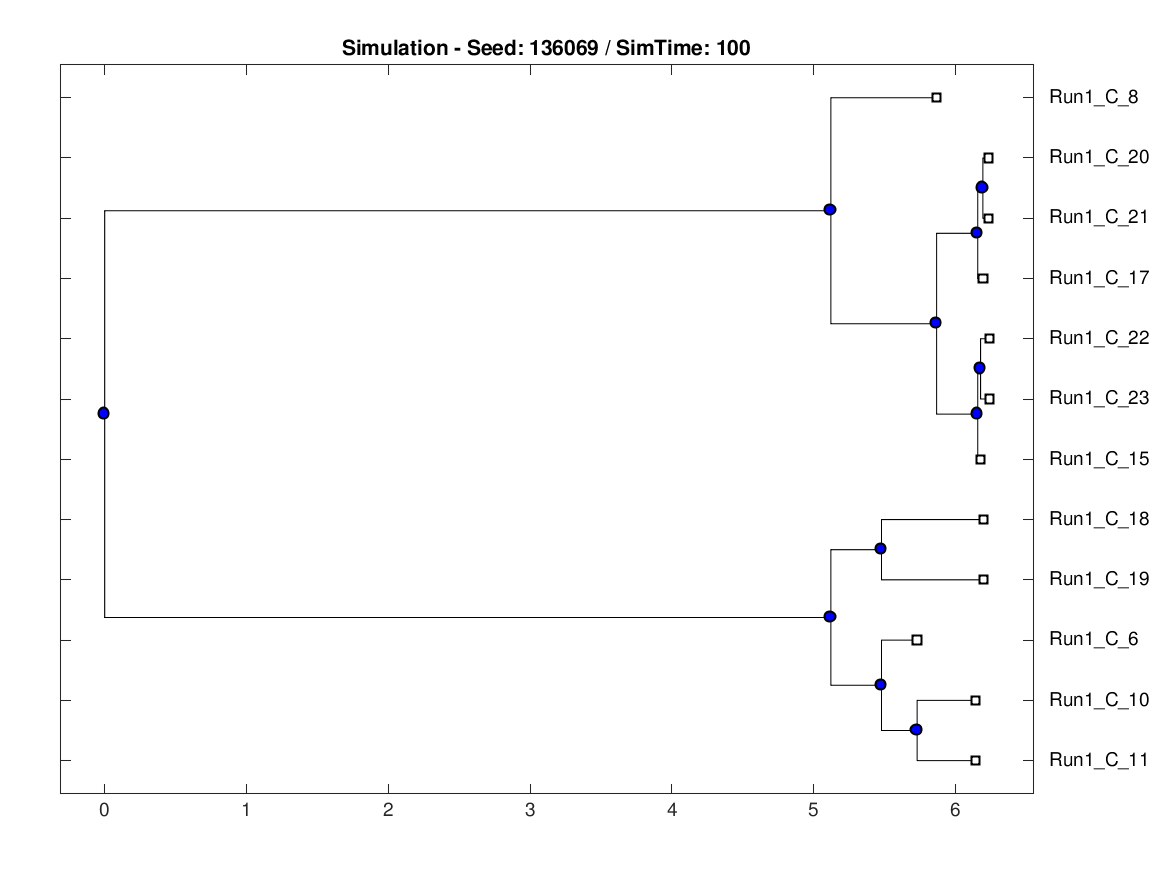 Simulation - Seed: 136069 / SimTime: 100
Run1_C_8
Run1_C_20
Run1_C_21
Run1_C_17
Run1_C_22
Run1_C_23
Run1_C_15
Run1_C_18
Run1_C_19
Run1_C_6
Run1_C_10
Run1_C_11
0 1 2 3 4 5 6